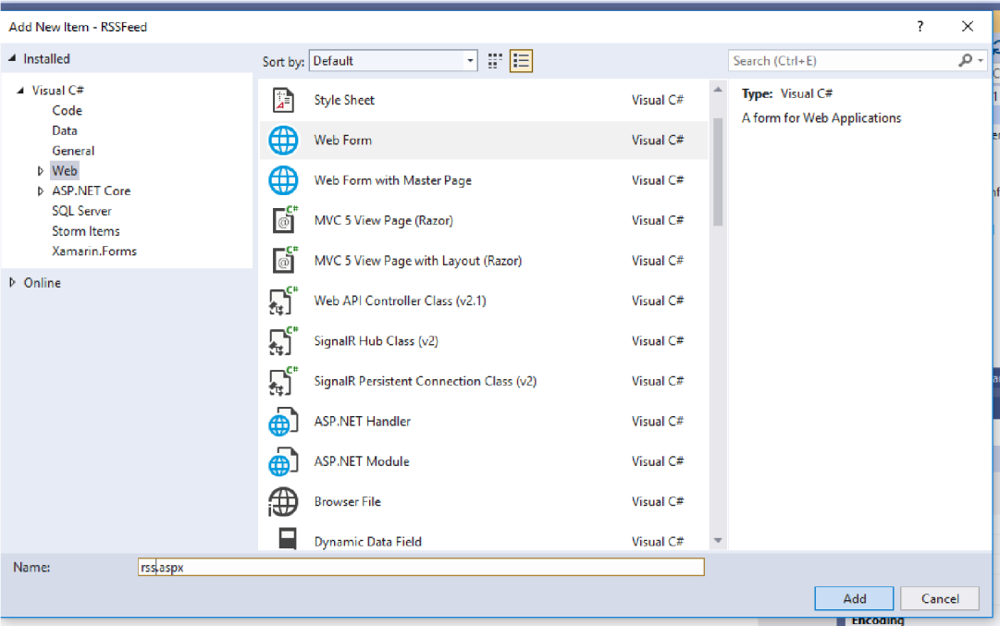 Add New Item - RSSFeed
?
Installed
Sort by: Default
Search (Ctrl+E)
Visual C#
Code
Data
General
Web
ASP.NET Core
SQL Server
Storm Items
Xamarin.Forms
Online
Style Sheet Visual C#
Web Form Visual C#
Web Form with Master Page Visual C#
C#
MVC 5 View Page (Razor) Visual C#
C#
MVC 5 View Page with Layout (Razor) Visual C#
C#
Web API Controller Class (v2.1) Visual C#
C#
SignalR Hub Class (v2) Visual C#
C#
SignalR Persistent Connection Class (v2) Visual C#
ASP.NET Handler Visual C#
ASP.NET Module Visual C#
Browser File Visual C#
Dynamic Data Field Visual C#
Type: Visual C#
A form for Web Applications
Name: rss.aspx
Add Cancel
Encoding